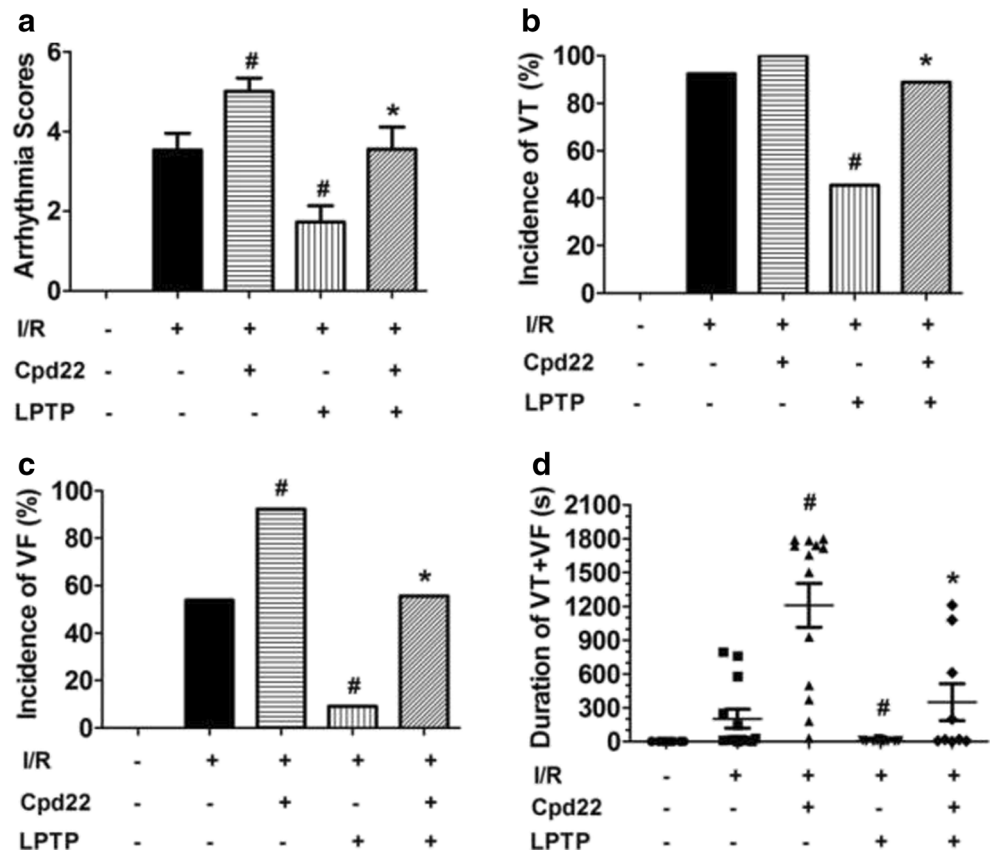 a
Arrhythmia Scores
6
4
2
0
#
#
*
I/R - + + + +
Cpd22 - - + - +
LPTP - - - + +
b
Incidence of VT (%)
100
80
60
40
20
0
#
*
I/R - + + + +
Cpd22 - - + - +
LPTP - - - + +
c
Incidence of VF (%)
100
80
60
40
20
0
#
#
*
I/R - + + + +
Cpd22 - - + - +
LPTP - - - + +
d
Duration of VT+VF (s)
2100
1800
1500
1200
900
600
300
0
#
#
*
I/R - + + + +
Cpd22 - - + - +
LPTP - - - + +